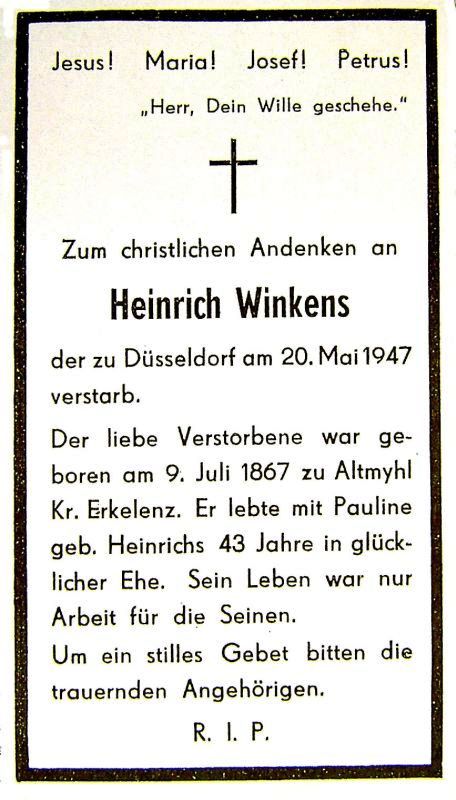 Jesus! Maria! Josef! Petrus!
„Herr, Dein Wille geschehe."
Zum christlichen Andenken an
Heinrich Winkens
der zu Düsseldorf am 20. Mai 1947
verstarb.
Der liebe Verstorbene war ge-
boren am 9. Juli 1867 zu Altmyhl
Kr. Erkelenz. Er lebte mit Pauline
geb. Heinrichs 43 Jahre in glück-
licher Ehe. Sein Leben war nur
Arbeit für die Seinen.
Um ein stilles Gebet bitten die
trauernden Angehörigen.
R. I. P.